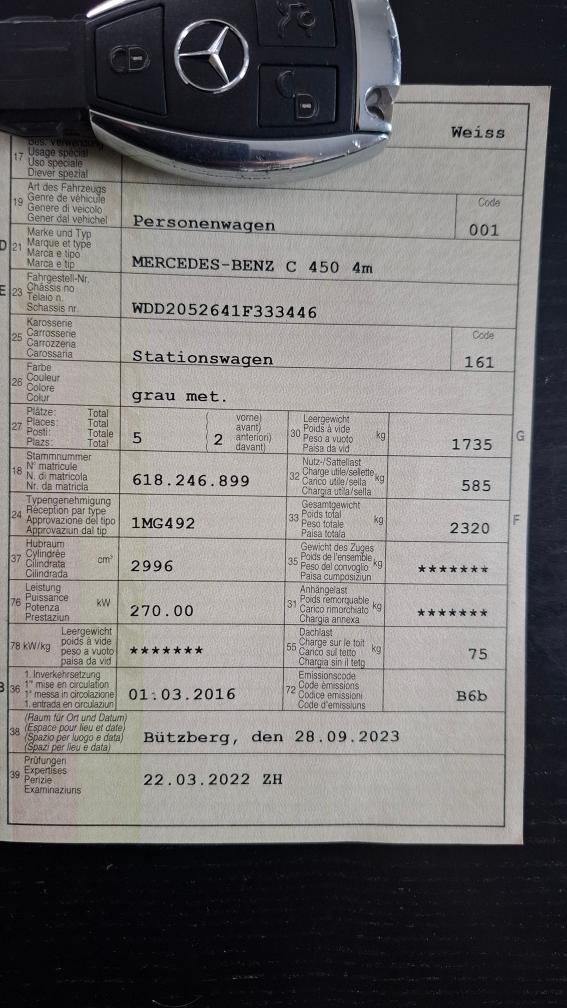 Weiss
17 Usage spécial
Uso speciale
Diever spezial
19 Art des Fahrzeugs
Genre de véhicule
Genere di veicolo
Gener dal vehichel
Personenwagen
Code
001
D 21 Marke und Typ
Marque et type
Marca e tipo
Marca e tip
MERCEDES-BENZ C 450 4m
E 23 Fahrgestell-Nr.
Châssis no
Telaio n.
Schassis nr.
WDD2052641F333446
25 Karosserie
Carrosserie
Carrozzeria
Carossaria
Stationswagen
Code
161
26 Farbe
Couleur
Colore
Colur
grau met.
27 Plätze: Total
Places: Total
Posti: Totale
Plazs: Total
5
( 2 vorne)
avant)
anteriori)
davant)
30 Leergewicht
Poids à vide
Peso a vuoto
Paisa da vid
kg
1735
G
18 Stammnummer
N° matricule
N. di matricola
Nr. da matricla
618.246.899
32 Nutz-/Sattellast
Charge utile/sellette
Carico utile/sella
Chargia utila/sella
kg
585
24 Typengenehmigung
Réception par type
Approvazione del tipo
Approvaziun dal tip
1MG492
33 Gesamtgewicht
Poids total
Peso totale
Paisa totala
kg
2320
F
37 Hubraum
Cylindrée
Cilindrata
Cilindrada
cm³
2996
35 Gewicht des Zuges
Poids de l'ensemble
Peso del convoglio
Paisa cumposiziun
kg
*******
76 Leistung
Puissance
Potenza
Prestaziun
kW
270.00
31 Anhängelast
Poids remorquable
Carico rimorchiato
Chargia annexa
kg
*******
78 kW/kg Leergewicht
poids à vide
peso a vuoto
paisa da vid
*******
55 Dachlast
Charge sur le toit
Carico sul tetto
Chargia sin il tetg
kg
75
B 36 1. Inverkehrsetzung
1re mise en circulation
1a messa in circolazione
1. entrada en circulaziun
01.03.2016
72 Emissionscode
Code émissions
Codice emissioni
Code d'emissiuns
B6b
38 (Raum für Ort und Datum)
(Espace pour lieu et date)
(Spazio per luogo e data)
(Spazi per lieu e data)
Bützberg, den 28.09.2023
39 Prüfungen
Expertises
Perizie
Examinaziuns
22.03.2022 ZH